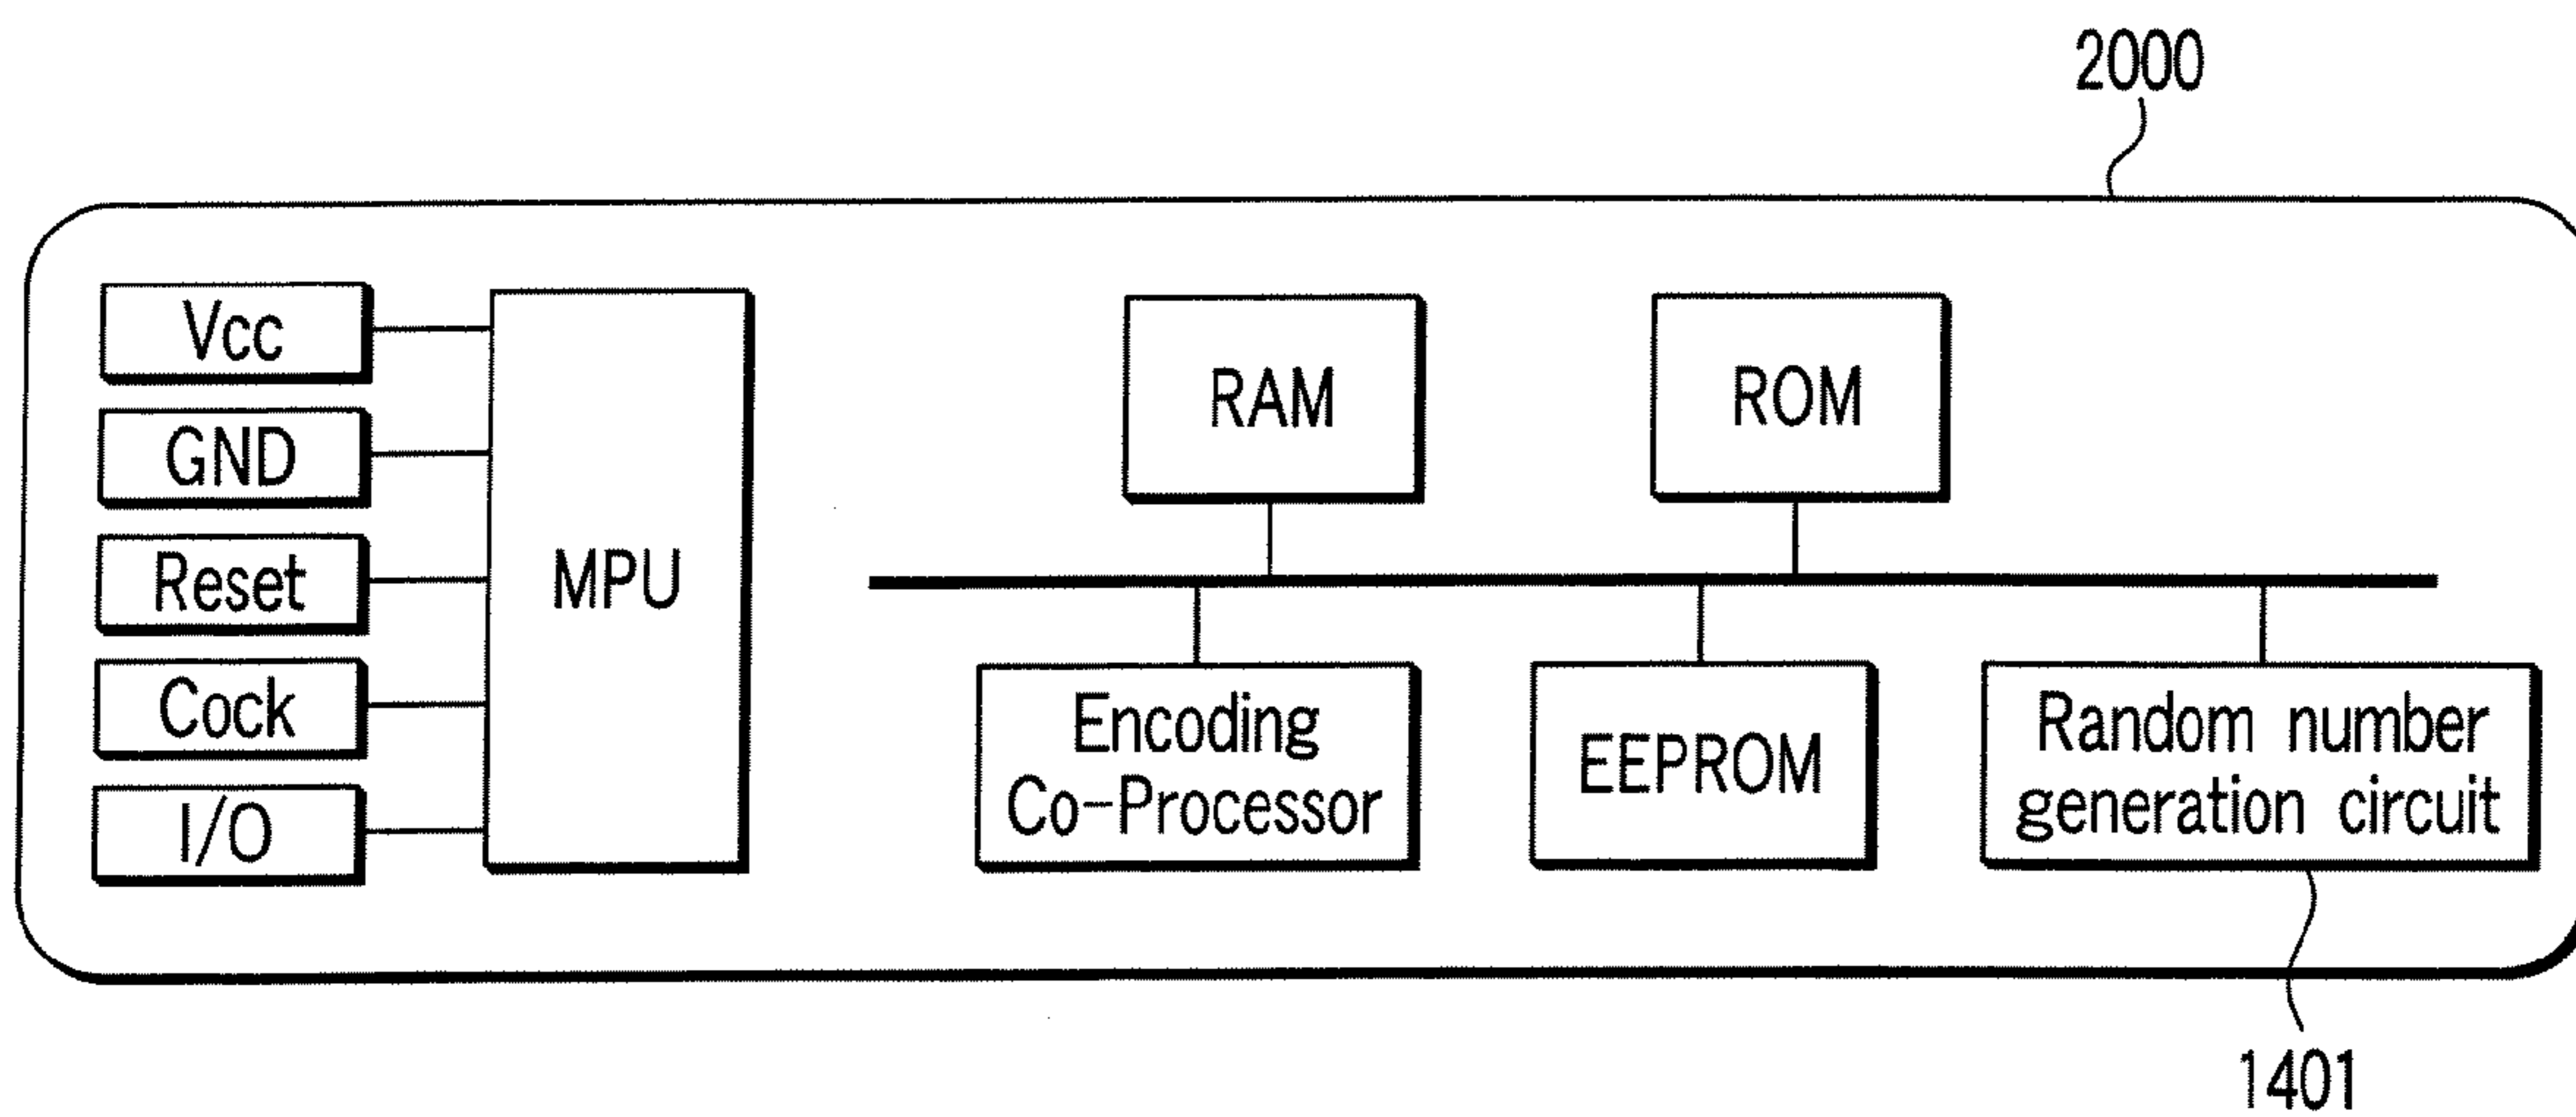 2000
Vcc
GND
Reset
Cock
I/O
MPU
RAM
ROM
Encoding
Co-Processor
EEPROM
Random number
generation circuit
1401